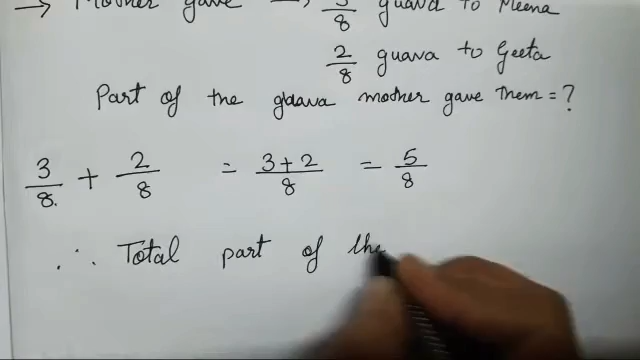 → Mother gave → 3/8 guava to Meena
2/8 guava to Geeta
Part of the guava mother gave them = ?
3/8 + 2/8 = 3+2/8 = 5/8
∴ Total part of the